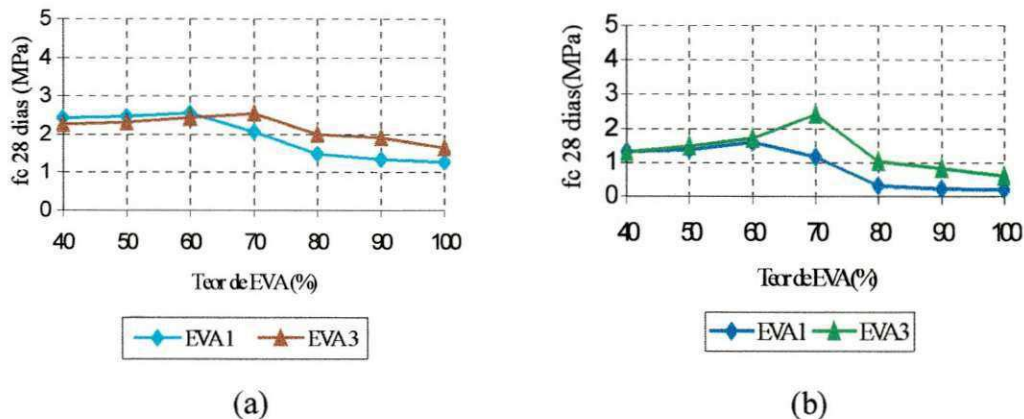 fc 28 dias (MPa)
5
4
3
2
1
0
40 50 60 70 80 90 100
Teor de EVA (%)
EVA1 EVA3
(a)
fc 28 dias(MPa)
5
4
3
2
1
0
40 50 60 70 80 90 100
Teor de EVA(%)
EVA1 EVA3
(b)